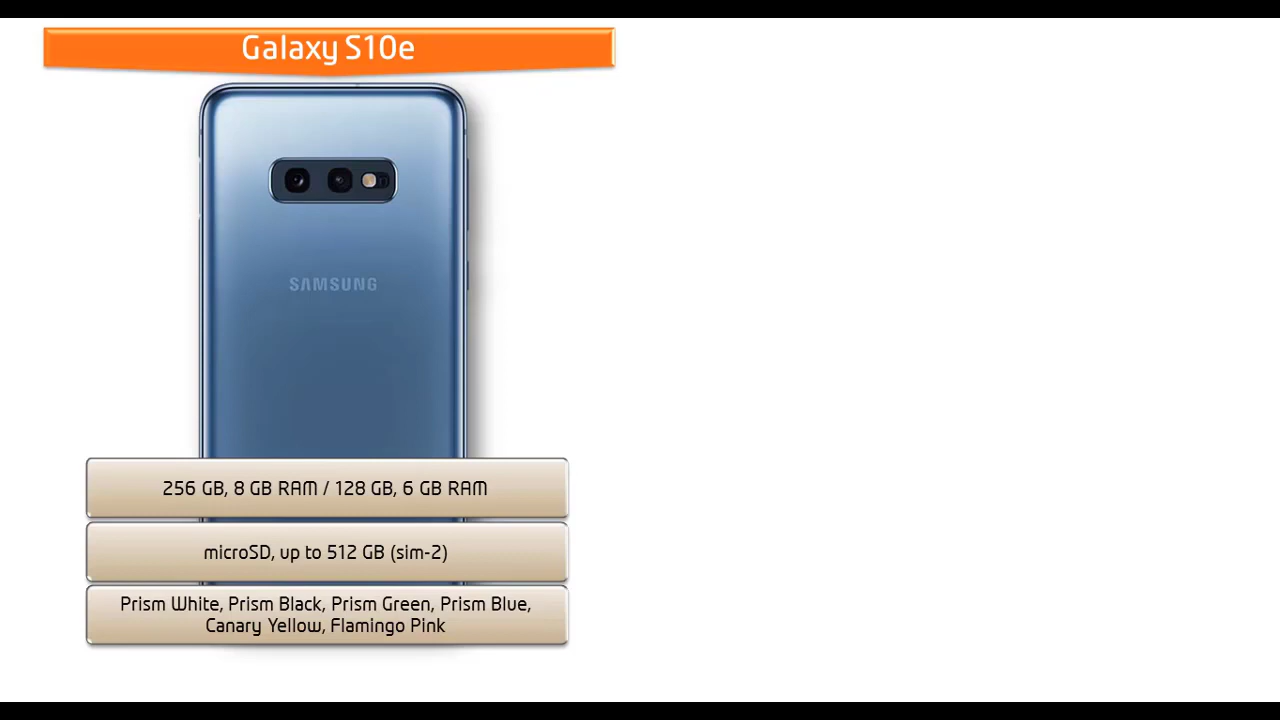 Galaxy S10e
SAMSUNG
256 GB, 8 GB RAM / 128 GB, 6 GB RAM
microSD, up to 512 GB (sim-2)
Prism White, Prism Black, Prism Green, Prism Blue,
Canary Yellow, Flamingo Pink